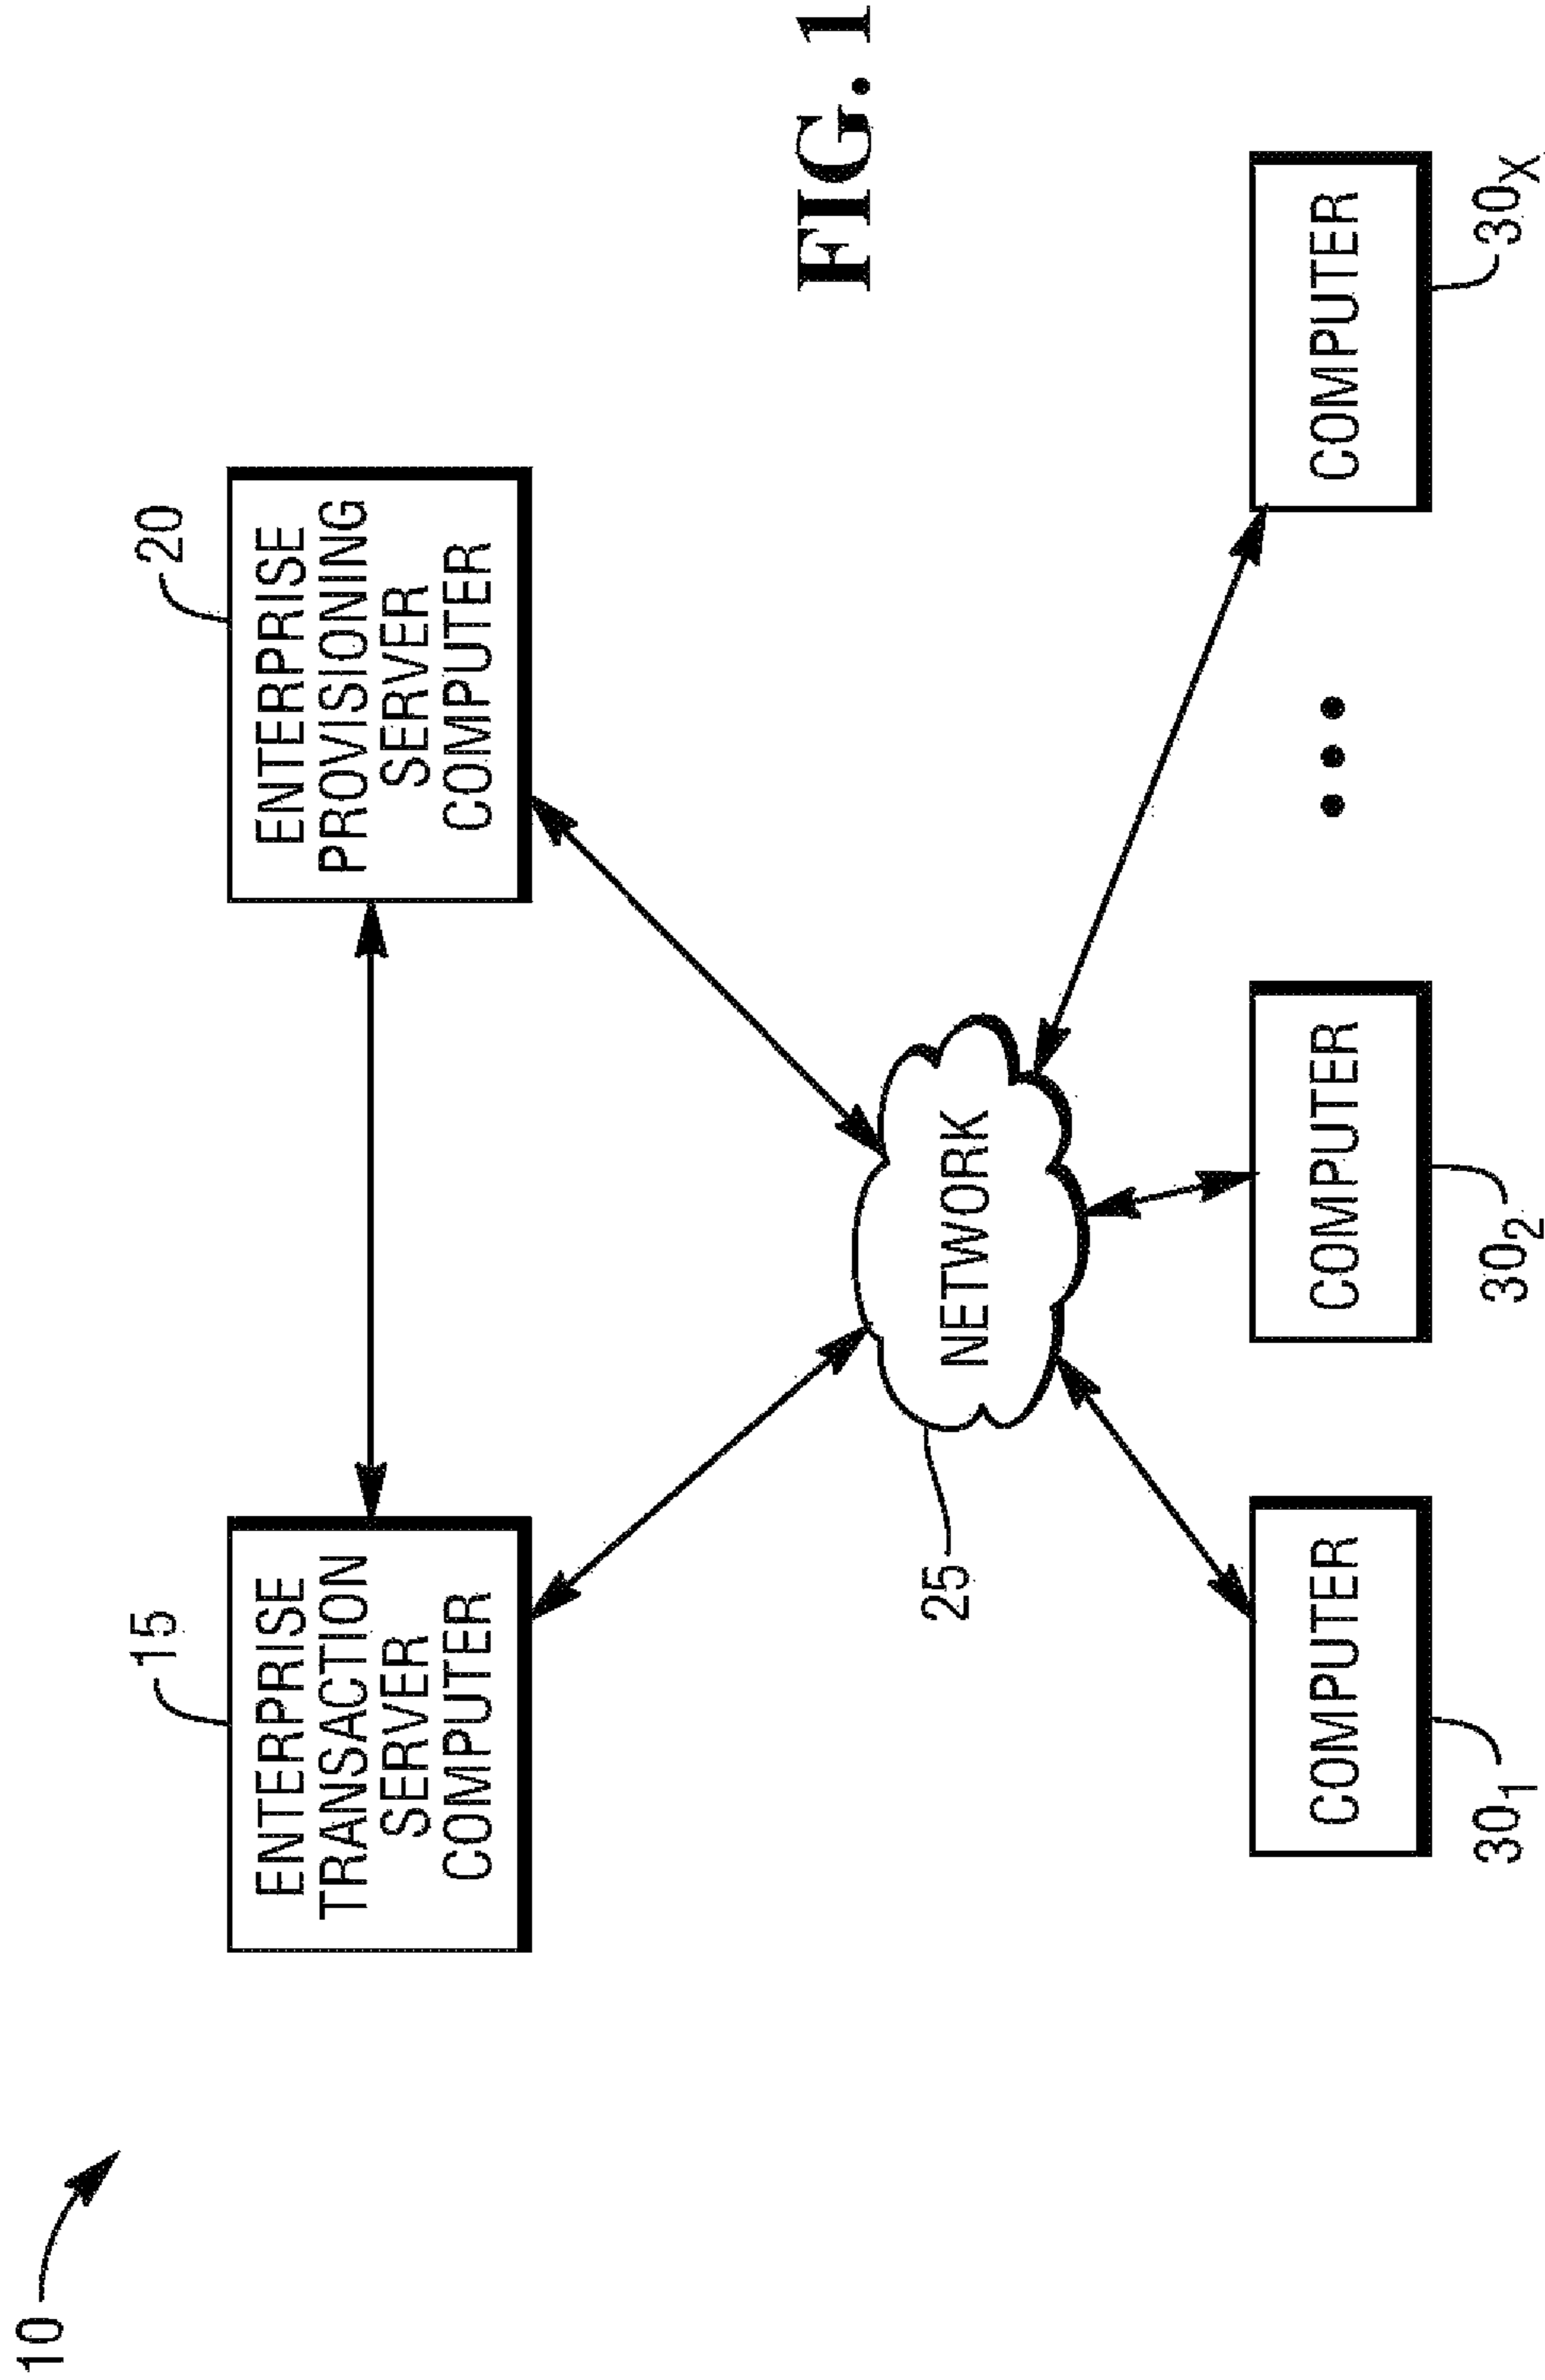 10
15
ENTERPRISE
TRANSACTION
SERVER
COMPUTER
20
ENTERPRISE
PROVISIONING
SERVER
COMPUTER
25
NETWORK
FIG. 1
COMPUTER
30₁
COMPUTER
30₂
COMPUTER
30ₓ